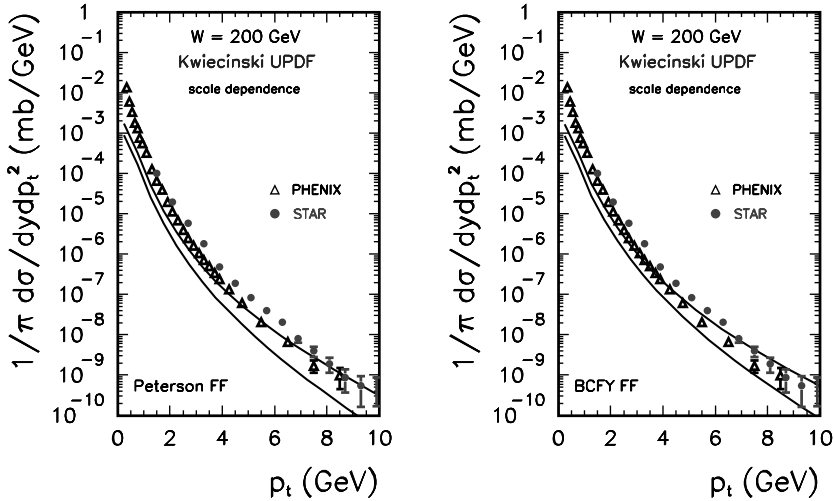 1/π dσ/dydp_t^2 (mb/GeV)
1
10^-1
10^-2
10^-3
10^-4
10^-5
10^-6
10^-7
10^-8
10^-9
10^-10
W = 200 GeV
Kwiecinski UPDF
scale dependence
PHENIX
STAR
Peterson FF
0 2 4 6 8 10
p_t (GeV)
1/π dσ/dydp_t^2 (mb/GeV)
1
10^-1
10^-2
10^-3
10^-4
10^-5
10^-6
10^-7
10^-8
10^-9
10^-10
W = 200 GeV
Kwiecinski UPDF
scale dependence
PHENIX
STAR
BCFY FF
0 2 4 6 8 10
p_t (GeV)